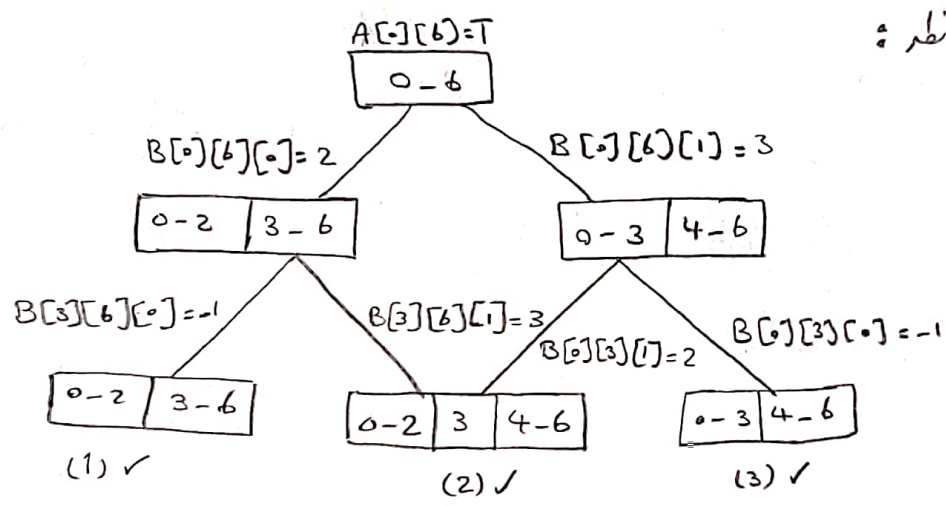 نظر :
A[0][6]=T
0-6
B[0][6][0]=2
B[0][6][1]=3
0-2 3-6
0-3 4-6
B[3][6][0]=-1
B[3][6][1]=3
B[0][3][1]=2
B[0][3][0]=-1
0-2 3-6
0-2 3 4-6
0-3 4-6
(1) ✓
(2) ✓
(3) ✓